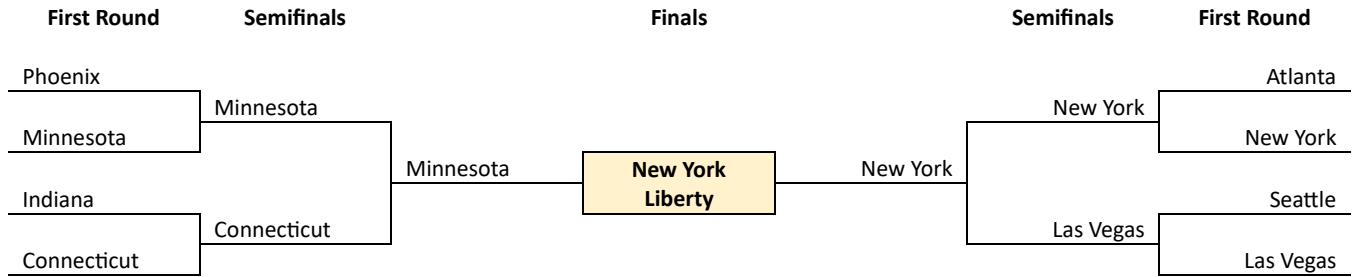 First Round Semifinals Finals Semifinals First Round
Phoenix Atlanta
Minnesota New York
Minnesota New York
Minnesota New York Liberty New York
Indiana Seattle
Connecticut Las Vegas
Connecticut Las Vegas